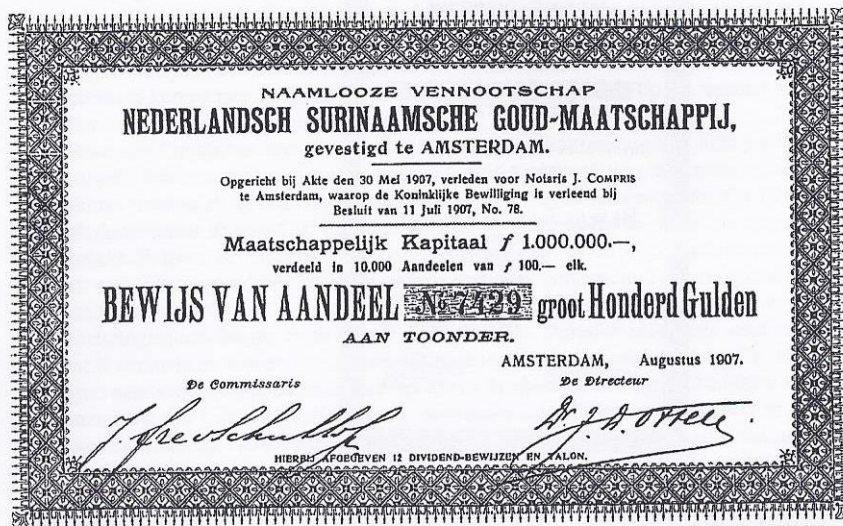 NAAMLOOZE VENNOOTSCHAP
NEDERLANDSCH SURINAAMSCHE GOUD-MAATSCHAPPIJ,
gevestigd te AMSTERDAM.
Opgericht bij Akte den 30 Mei 1907, verleden voor Notaris J. COMPRIS
te Amsterdam, waarop de Koninklijke Bewilliging is verleend bij
Besluit van 11 Juli 1907, No. 78.
Maatschappelijk Kapitaal ƒ 1.000.000.—,
verdeeld in 10.000 Aandeelen van ƒ 100.— elk.
BEWIJS VAN AANDEEL No 7429 groot Honderd Gulden
AAN TOONDER.
AMSTERDAM, Augustus 1907.
De Commissaris De Directeur
J. Dr. J. D.
HIERBIJ AFGEGEVEN 12 DIVIDEND-BEWIJZEN EN TALON.